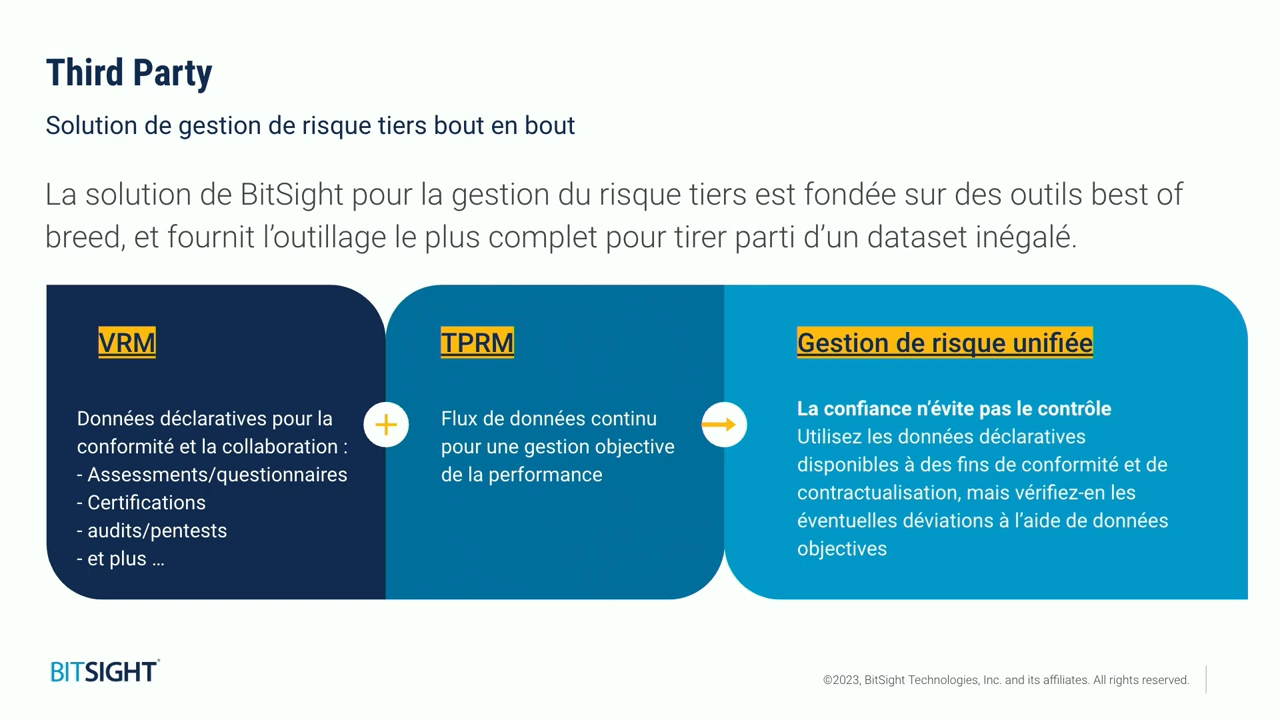 Third Party
Solution de gestion de risque tiers bout en bout
La solution de BitSight pour la gestion du risque tiers est fondée sur des outils best of
breed, et fournit l’outillage le plus complet pour tirer parti d’un dataset inégalé.
VRM
Données déclaratives pour la
conformité et la collaboration :
- Assessments/questionnaires
- Certifications
- audits/pentests
- et plus ...
+
TPRM
Flux de données continu
pour une gestion objective
de la performance
Gestion de risque unifiée
La confiance n’évite pas le contrôle
Utilisez les données déclaratives
disponibles à des fins de conformité et de
contractualisation, mais vérifiez-en les
éventuelles déviations à l’aide de données
objectives
BITSIGHT
©2023, BitSight Technologies, Inc. and its affiliates. All rights reserved.